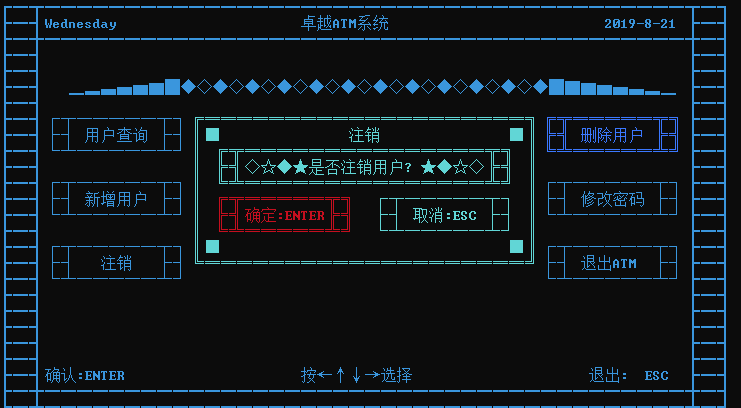 Wednesday 卓越ATM系统 2019-8-21
用户查询 注销 删除用户
◇☆◆★是否注销用户? ★◆☆◇
新增用户 确定:ENTER 取消:ESC 修改密码
注销 退出ATM
确认:ENTER 按←↑↓→选择 退出: ESC